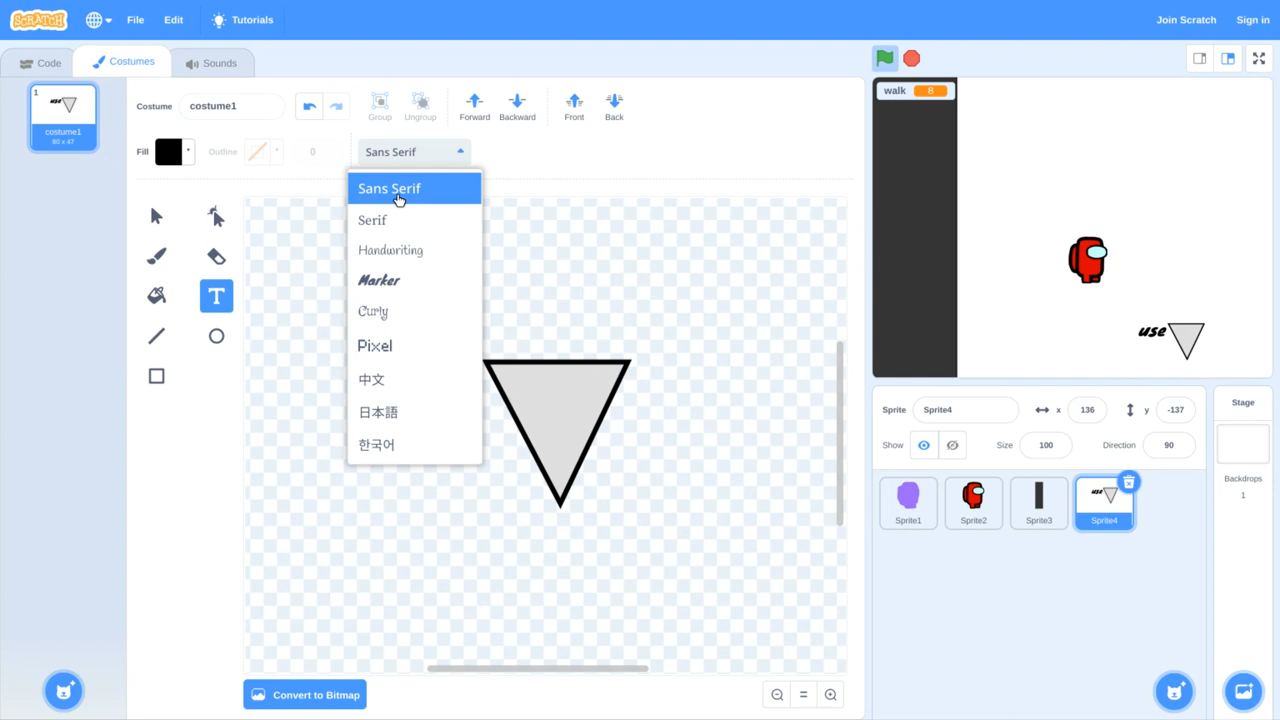 SCRATCH File Edit Tutorials Join Scratch Sign in
Code Costumes Sounds
1
use
costume1
80 x 47
Costume costume1 Group Ungroup Forward Backward Front Back
Fill Outline 0 Sans Serif
Sans Serif
Serif
Handwriting
Marker
Curly
Pixel
中文
日本語
한국어
T
Convert to Bitmap
walk 8
use
Sprite Sprite4 x 136 y -137
Show Size 100 Direction 90
Sprite1 Sprite2 Sprite3 use Sprite4
Stage
Backdrops
1